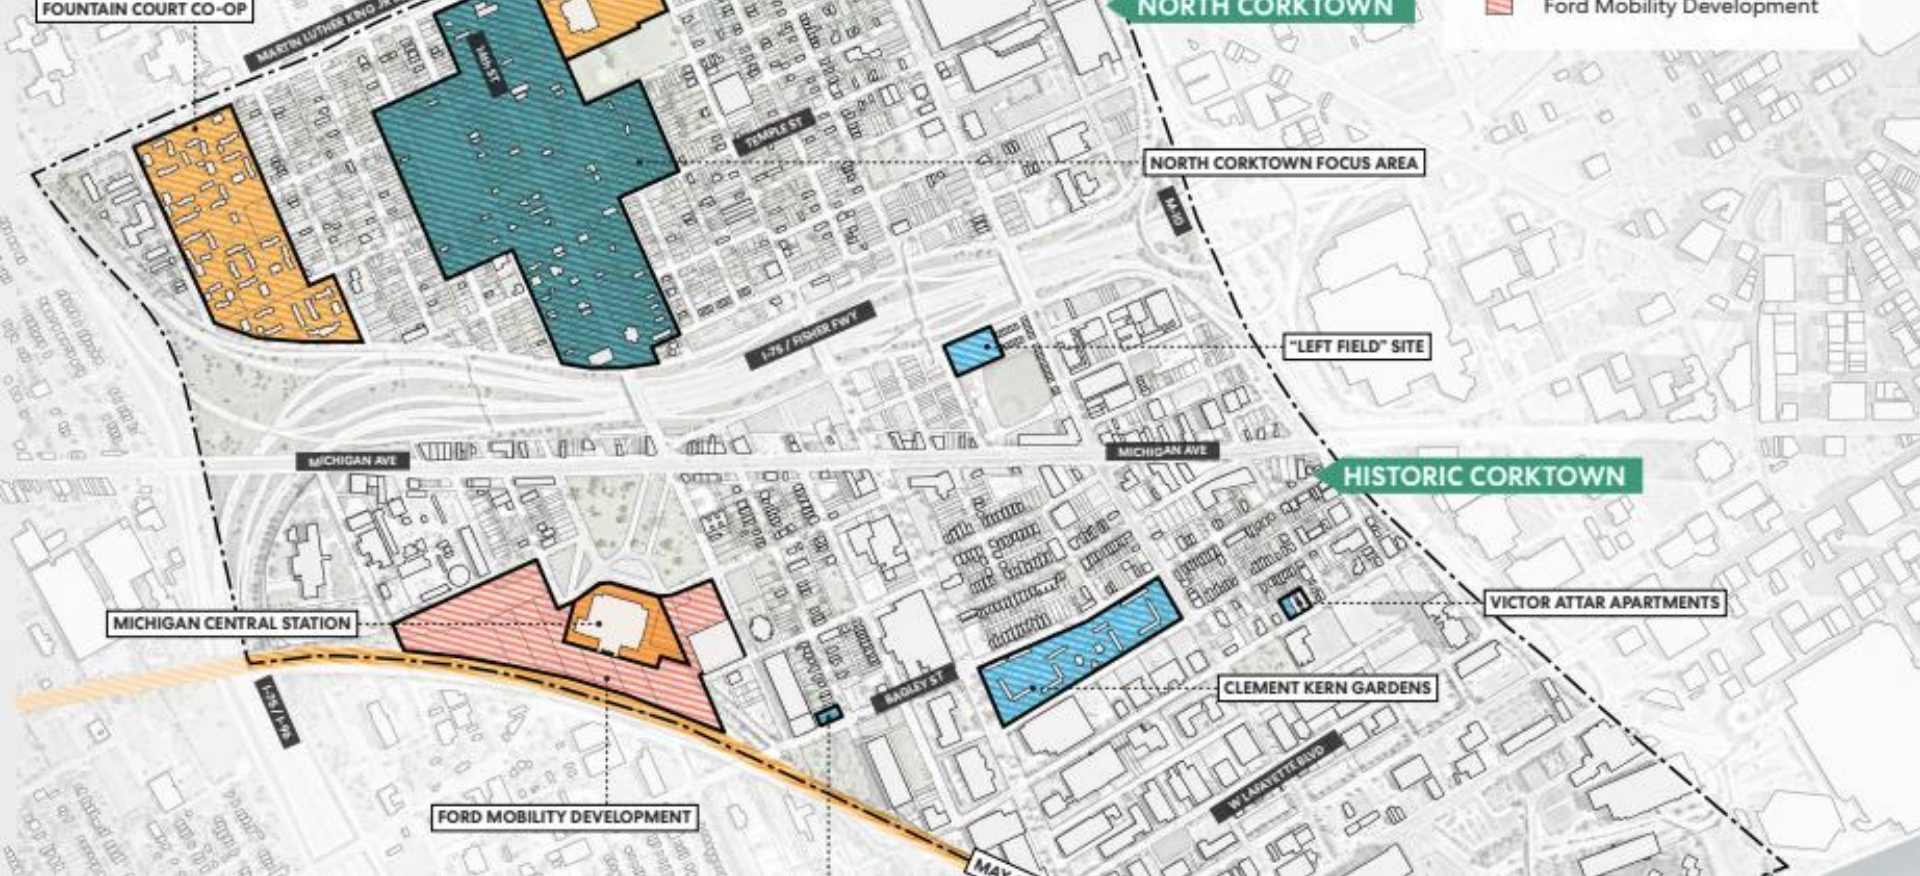 FOUNTAIN COURT CO-OP
MARTIN LUTHER KING JR
NORTH CORKTOWN
Ford Mobility Development
14th ST
TEMPLE ST
NORTH CORKTOWN FOCUS AREA
M-10
I-75 / FISHER FWY
"LEFT FIELD" SITE
MICHIGAN AVE
MICHIGAN AVE
HISTORIC CORKTOWN
MICHIGAN CENTRAL STATION
VICTOR ATTAR APARTMENTS
BAGLEY ST
CLEMENT KERN GARDENS
I-75 / I-96
W LAFAYETTE BLVD
FORD MOBILITY DEVELOPMENT
MAY